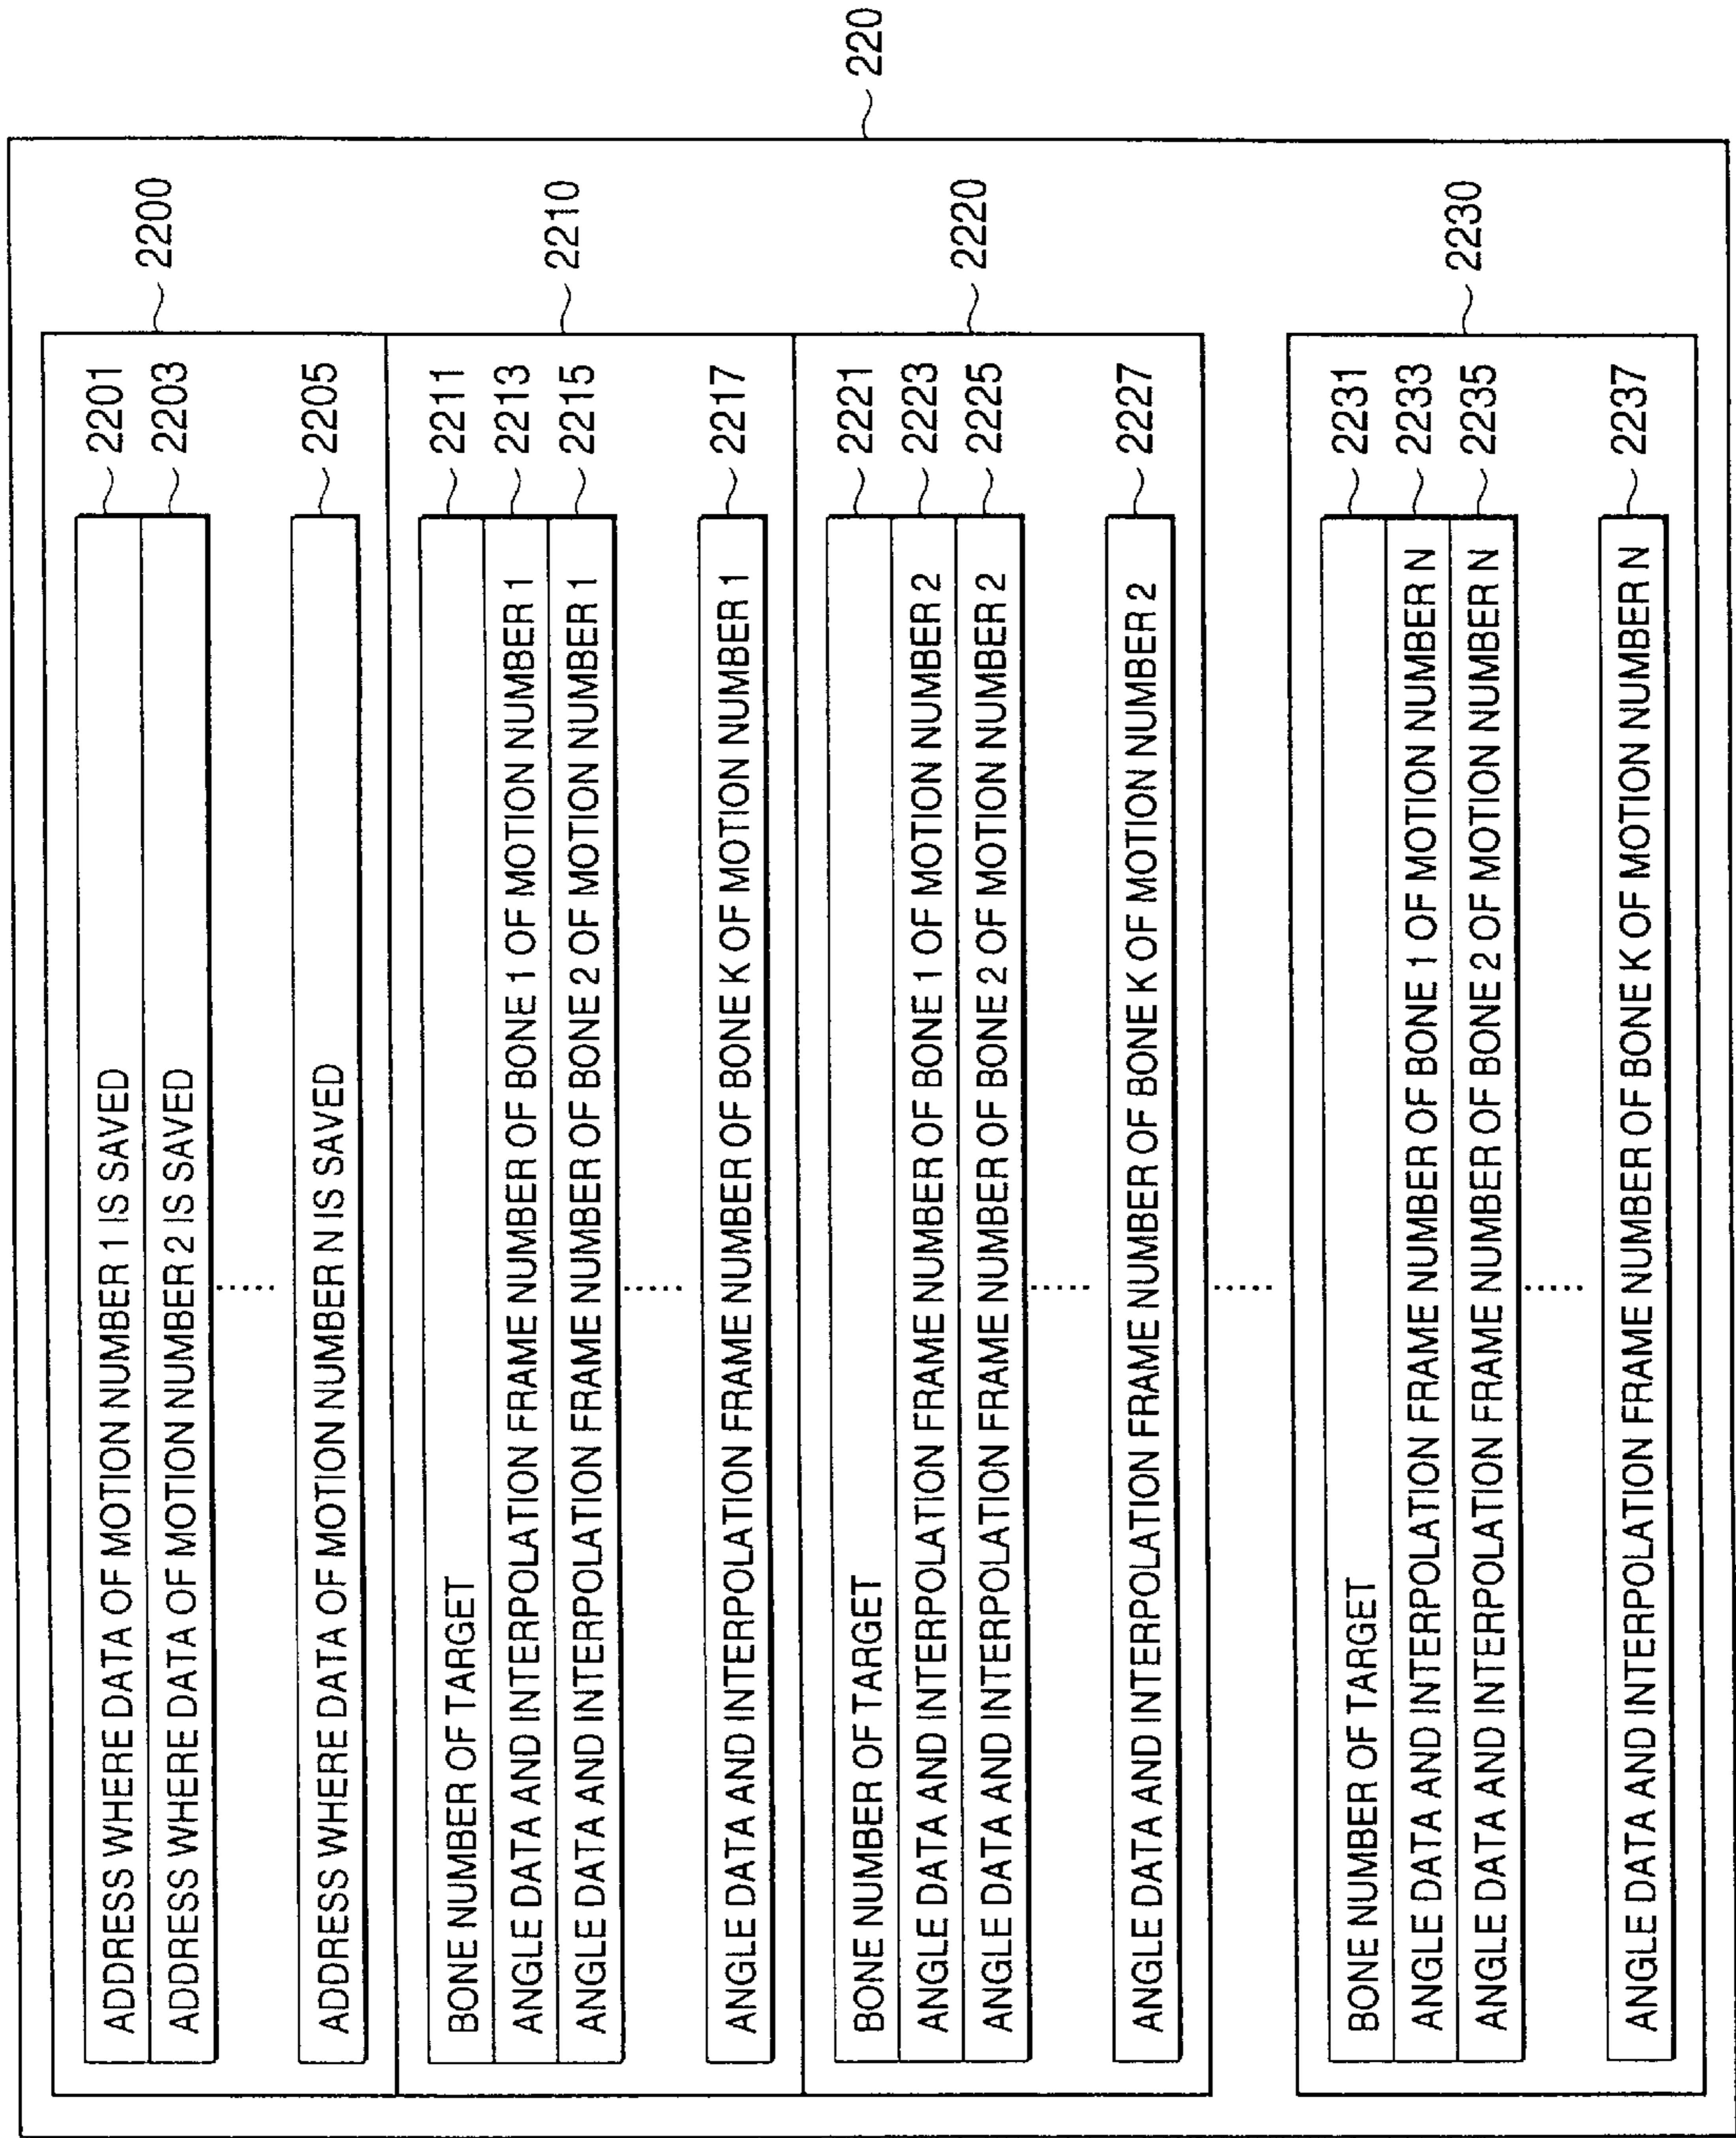 220
2200
ADDRESS WHERE DATA OF MOTION NUMBER 1 IS SAVED 2201
ADDRESS WHERE DATA OF MOTION NUMBER 2 IS SAVED 2203
......
ADDRESS WHERE DATA OF MOTION NUMBER N IS SAVED 2205
2210
BONE NUMBER OF TARGET 2211
ANGLE DATA AND INTERPOLATION FRAME NUMBER OF BONE 1 OF MOTION NUMBER 1 2213
ANGLE DATA AND INTERPOLATION FRAME NUMBER OF BONE 2 OF MOTION NUMBER 1 2215
......
ANGLE DATA AND INTERPOLATION FRAME NUMBER OF BONE K OF MOTION NUMBER 1 2217
2220
BONE NUMBER OF TARGET 2221
ANGLE DATA AND INTERPOLATION FRAME NUMBER OF BONE 1 OF MOTION NUMBER 2 2223
ANGLE DATA AND INTERPOLATION FRAME NUMBER OF BONE 2 OF MOTION NUMBER 2 2225
......
ANGLE DATA AND INTERPOLATION FRAME NUMBER OF BONE K OF MOTION NUMBER 2 2227
......
2230
BONE NUMBER OF TARGET 2231
ANGLE DATA AND INTERPOLATION FRAME NUMBER OF BONE 1 OF MOTION NUMBER N 2233
ANGLE DATA AND INTERPOLATION FRAME NUMBER OF BONE 2 OF MOTION NUMBER N 2235
......
ANGLE DATA AND INTERPOLATION FRAME NUMBER OF BONE K OF MOTION NUMBER N 2237